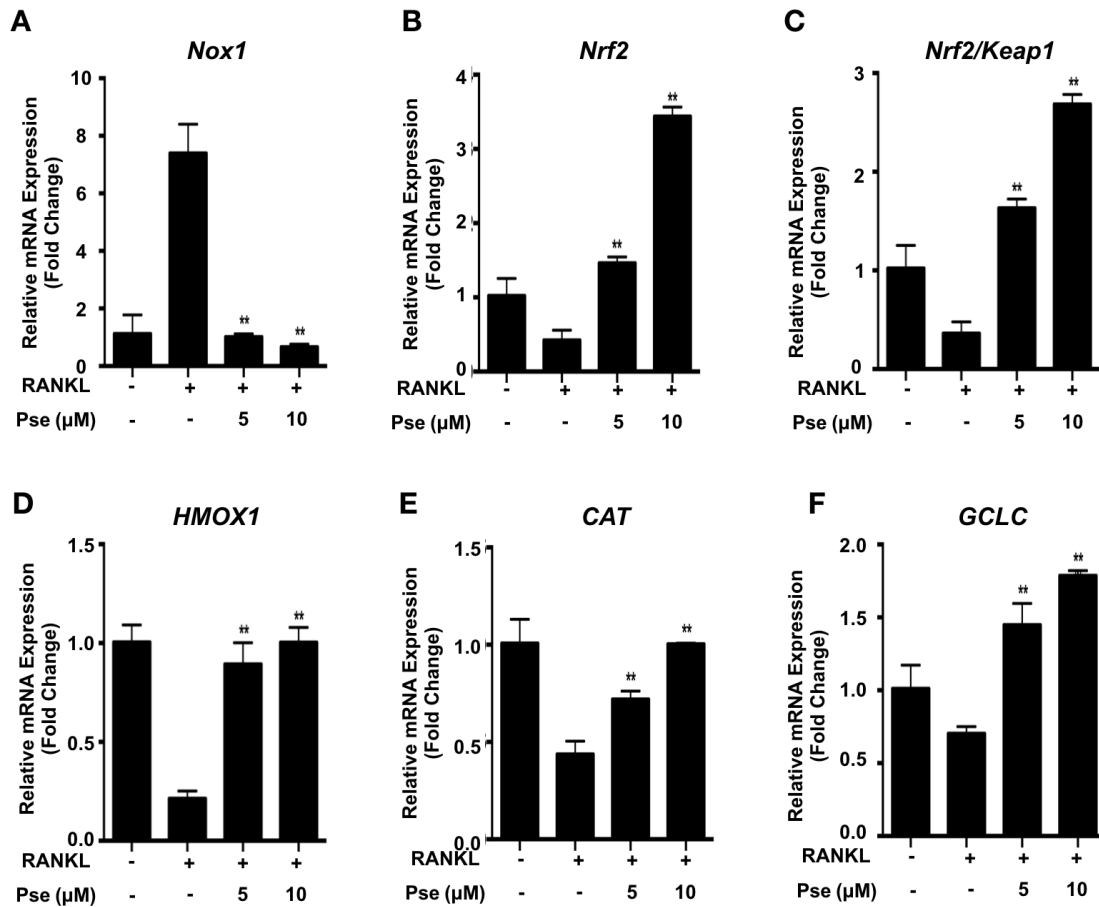 A
Nox1
Relative mRNA Expression
(Fold Change)
10
8
6
4
2
0
** **
RANKL - + + +
Pse (µM) - - 5 10
B
Nrf2
Relative mRNA Expression
(Fold Change)
4
3
2
1
0
** **
RANKL - + + +
Pse (µM) - - 5 10
C
Nrf2/Keap1
Relative mRNA Expression
(Fold Change)
3
2
1
0
** **
RANKL - + + +
Pse (µM) - - 5 10
D
HMOX1
Relative mRNA Expression
(Fold Change)
1.5
1.0
0.5
0.0
** **
RANKL - + + +
Pse (µM) - - 5 10
E
CAT
Relative mRNA Expression
(Fold Change)
1.5
1.0
0.5
0.0
** **
RANKL - + + +
Pse (µM) - - 5 10
F
GCLC
Relative mRNA Expression
(Fold Change)
2.0
1.5
1.0
0.5
0.0
** **
RANKL - + + +
Pse (µM) - - 5 10